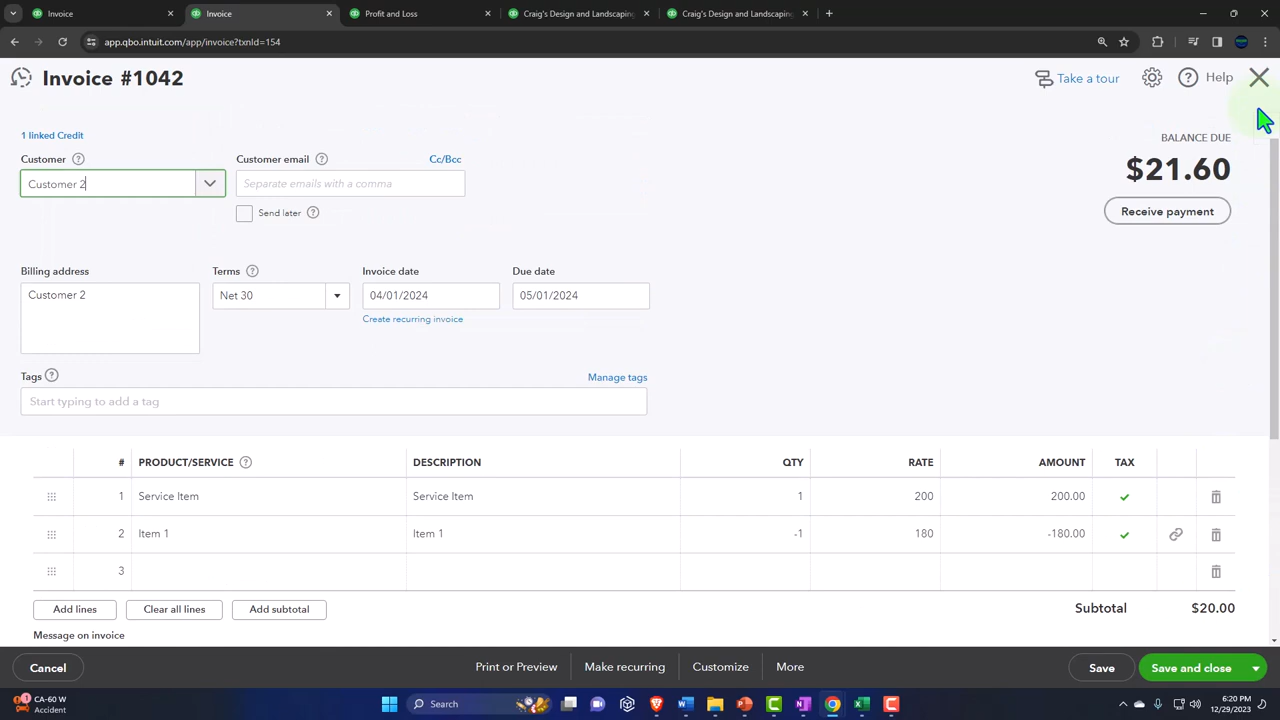 Invoice
Invoice
Profit and Loss
Craig's Design and Landscaping
Craig's Design and Landscaping
qbo.intuit.com/app/invoice?txnId=154
Invoice #1042
Take a tour
Help
1 linked Credit
BALANCE DUE
$21.60
Receive payment
Customer
Customer email
Cc/Bcc
Customer 2
Separate emails with a comma
Send later
Billing address
Terms
Invoice date
Due date
Customer 2
Net 30
04/01/2024
05/01/2024
Create recurring invoice
Tags
Manage tags
Start typing to add a tag
# PRODUCT/SERVICE DESCRIPTION QTY RATE AMOUNT TAX
1 Service Item Service Item 1 200 200.00
2 Item 1 Item 1 -1 180 -180.00
3
Add lines
Clear all lines
Add subtotal
Subtotal $20.00
Message on invoice
Cancel
Print or Preview
Make recurring
Customize
More
Save
Save and close
CA-60 W
Accident
Search
6:20 PM
12/29/2023